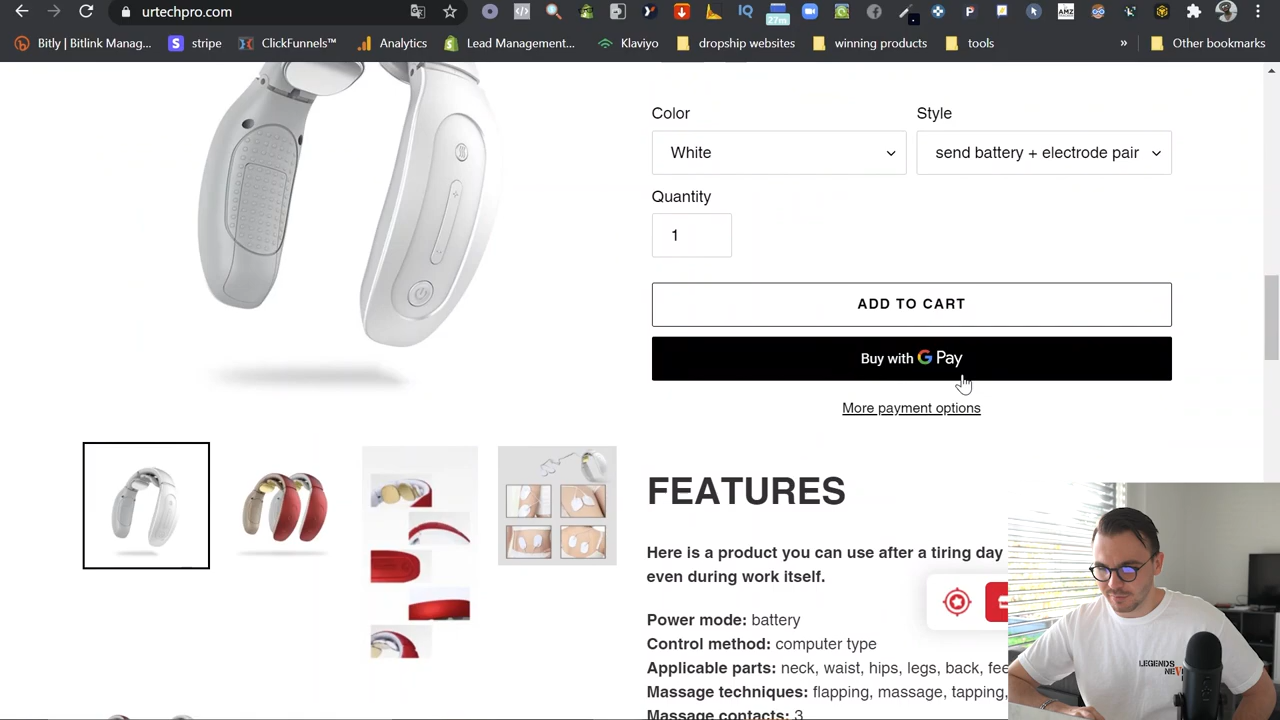 urtechpro.com
27m
Bitly | Bitlink Manag...
stripe
ClickFunnels™
Analytics
Lead Management...
Klaviyo
dropship websites
winning products
tools
»
Other bookmarks
Color
Style
White
send battery + electrode pair
Quantity
1
ADD TO CART
Buy with G Pay
More payment options
FEATURES
Here is a product you can use after a tiring day
even during work itself.
Power mode: battery
Control method: computer type
Applicable parts: neck, waist, hips, legs, back, fee
Massage techniques: flapping, massage, tapping,
Massage contacts: 3
LEGENDS
NEV